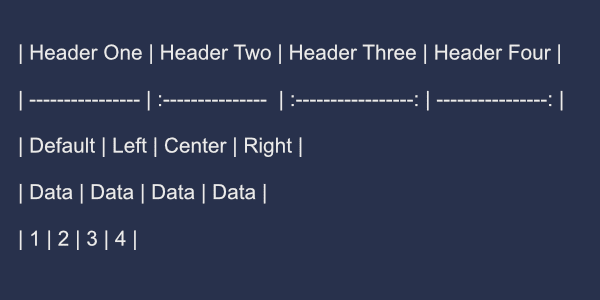 | Header One | Header Two | Header Three | Header Four |
| ---------------- | :--------------- | :-----------------: | ----------------: |
| Default | Left | Center | Right |
| Data | Data | Data | Data |
| 1 | 2 | 3 | 4 |